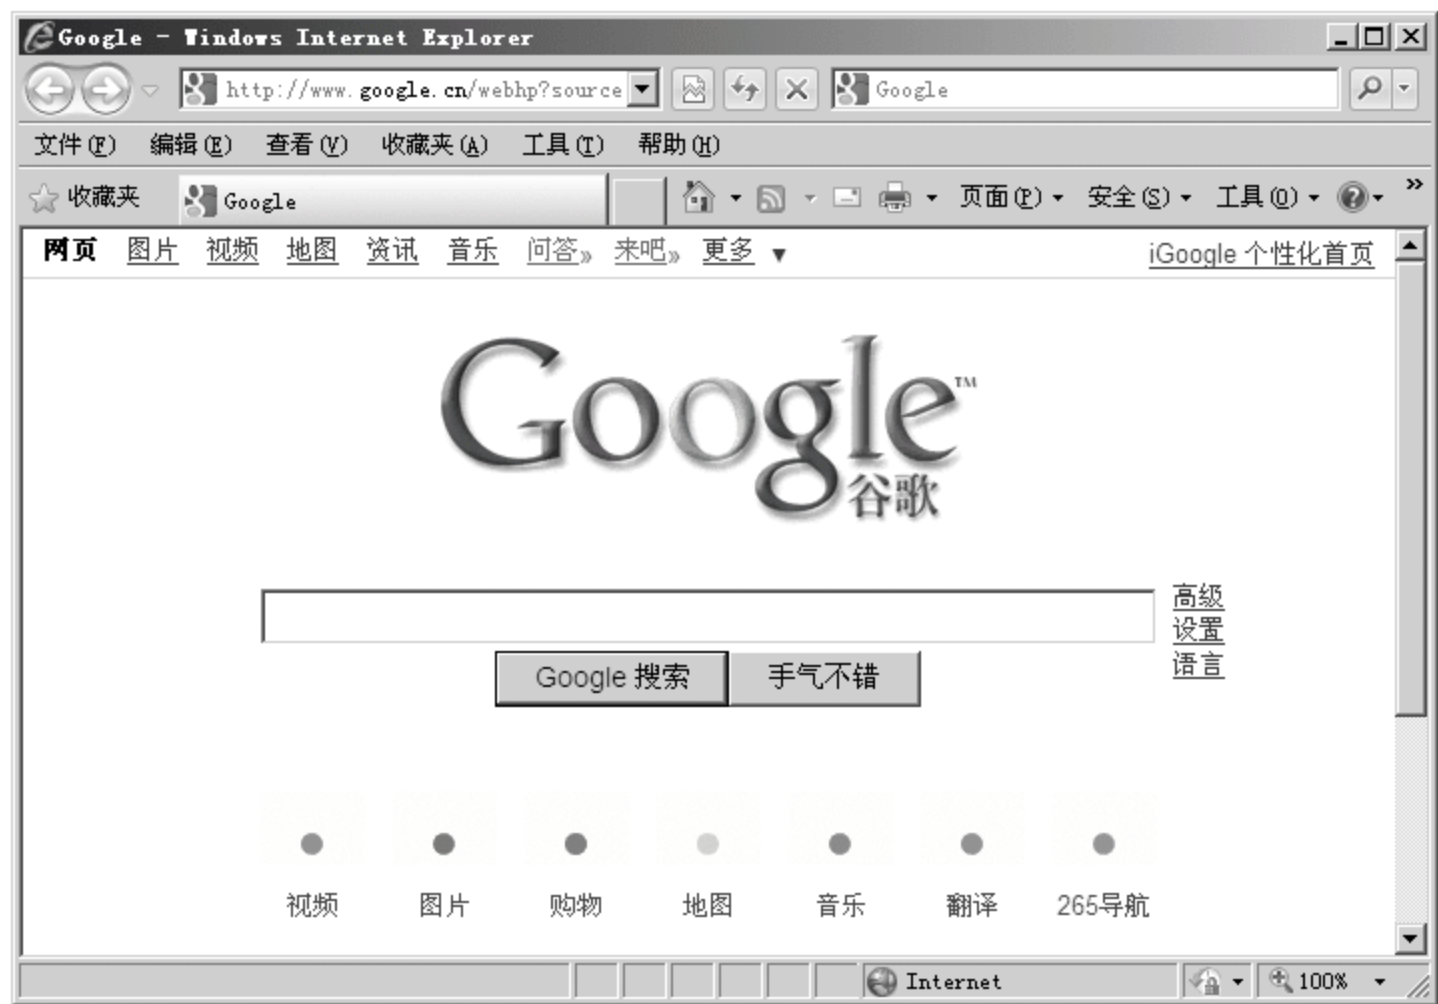 Google - Windows Internet Explorer
http://www.google.cn/webhp?source Google
文件(F) 编辑(E) 查看(V) 收藏夹(A) 工具(T) 帮助(H)
收藏夹 Google 页面(P) 安全(S) 工具(O) »
网页 图片 视频 地图 资讯 音乐 问答» 来吧» 更多 ▼ iGoogle 个性化首页
Google™
谷歌
高级
设置
语言
Google 搜索 手气不错
视频 图片 购物 地图 音乐 翻译 265导航
Internet 100%